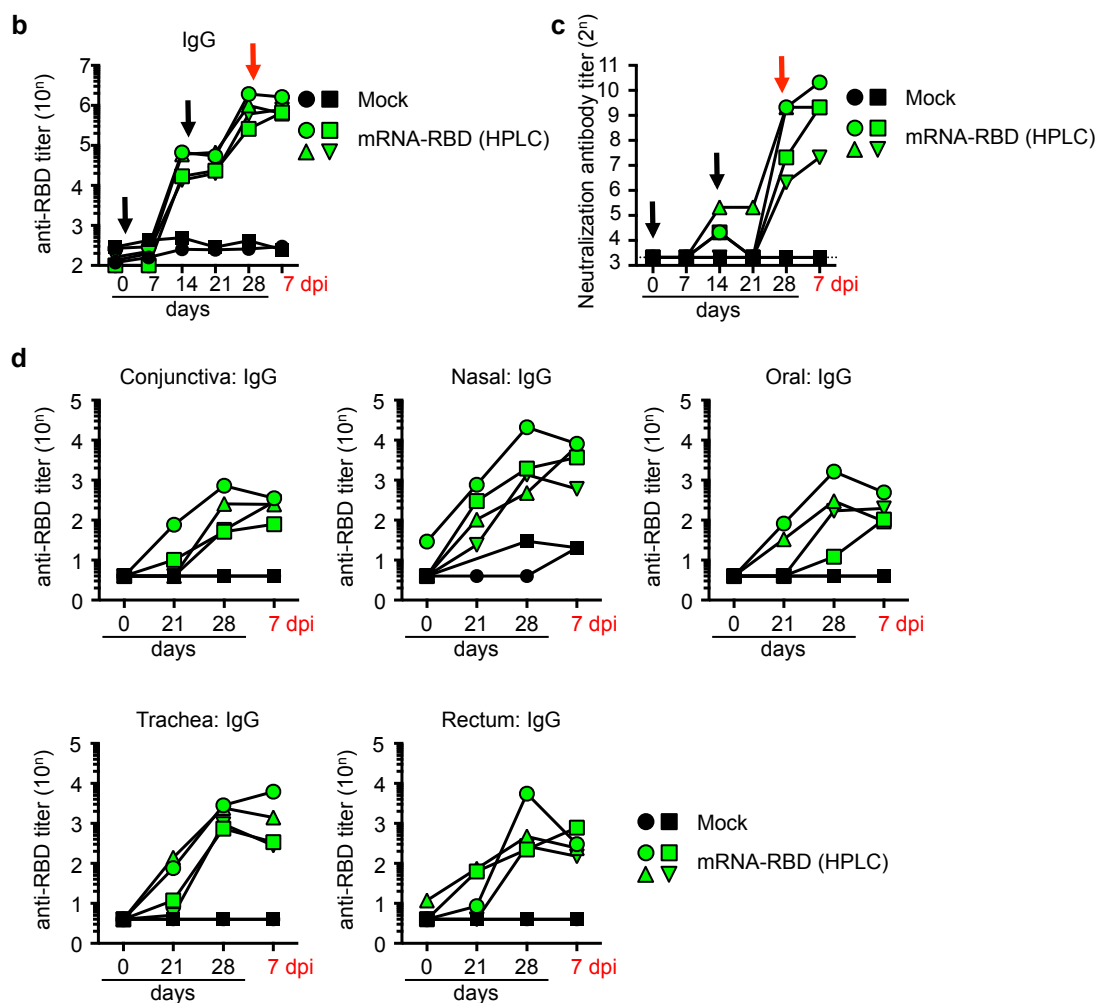 b
IgG
anti-RBD titer (10ⁿ)
7
6
5
4
3
2
0 7 14 21 28 7 dpi
days
Mock
mRNA-RBD (HPLC)
c
Neutralization antibody titer (2ⁿ)
11
10
9
8
7
6
5
4
3
0 7 14 21 28 7 dpi
days
Mock
mRNA-RBD (HPLC)
d
Conjunctiva: IgG
anti-RBD titer (10ⁿ)
5
4
3
2
1
0
0 21 28 7 dpi
days
Nasal: IgG
anti-RBD titer (10ⁿ)
5
4
3
2
1
0
0 21 28 7 dpi
days
Oral: IgG
anti-RBD titer (10ⁿ)
5
4
3
2
1
0
0 21 28 7 dpi
days
Trachea: IgG
anti-RBD titer (10ⁿ)
5
4
3
2
1
0
0 21 28 7 dpi
days
Rectum: IgG
anti-RBD titer (10ⁿ)
5
4
3
2
1
0
0 21 28 7 dpi
days
Mock
mRNA-RBD (HPLC)